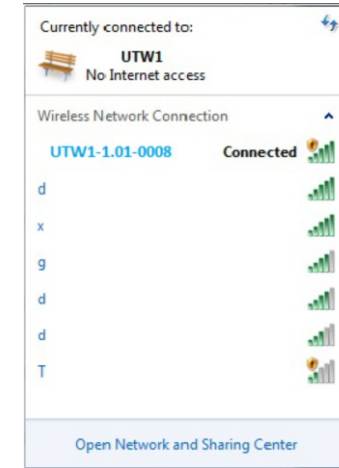 Currently connected to:
UTW1
No Internet access
Wireless Network Connection
UTW1-1.01-0008 Connected
d
x
g
d
d
T
Open Network and Sharing Center